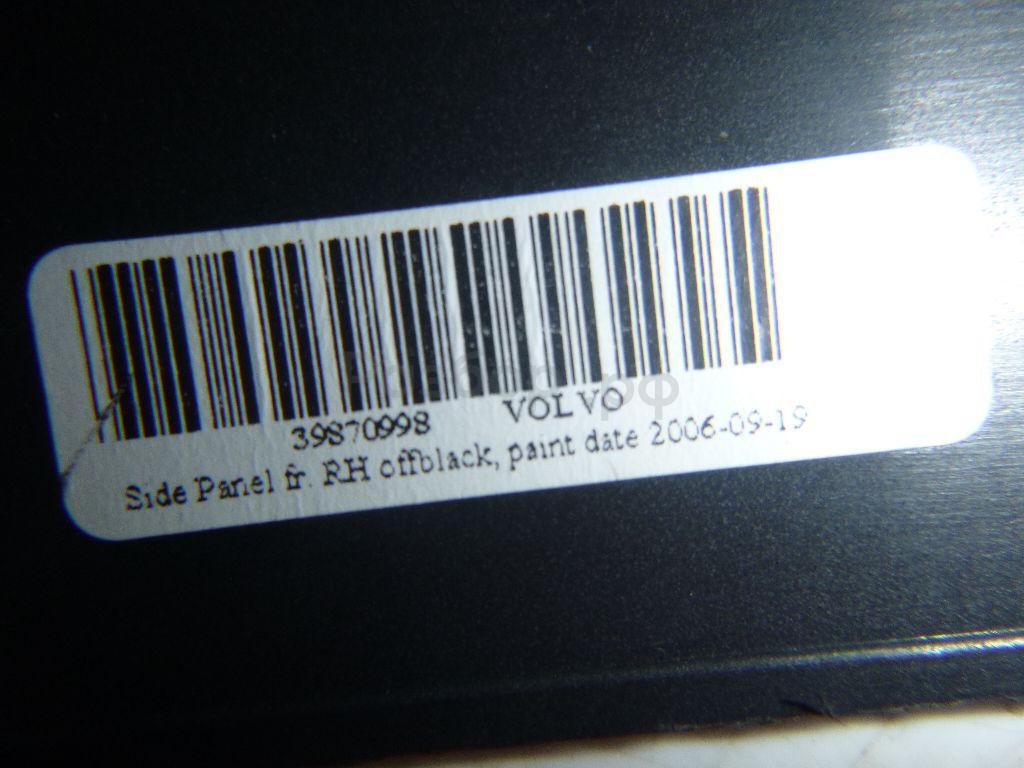 39870998 VOLVO
Side Panel fr. RH offblack, paint date 2006-09-19